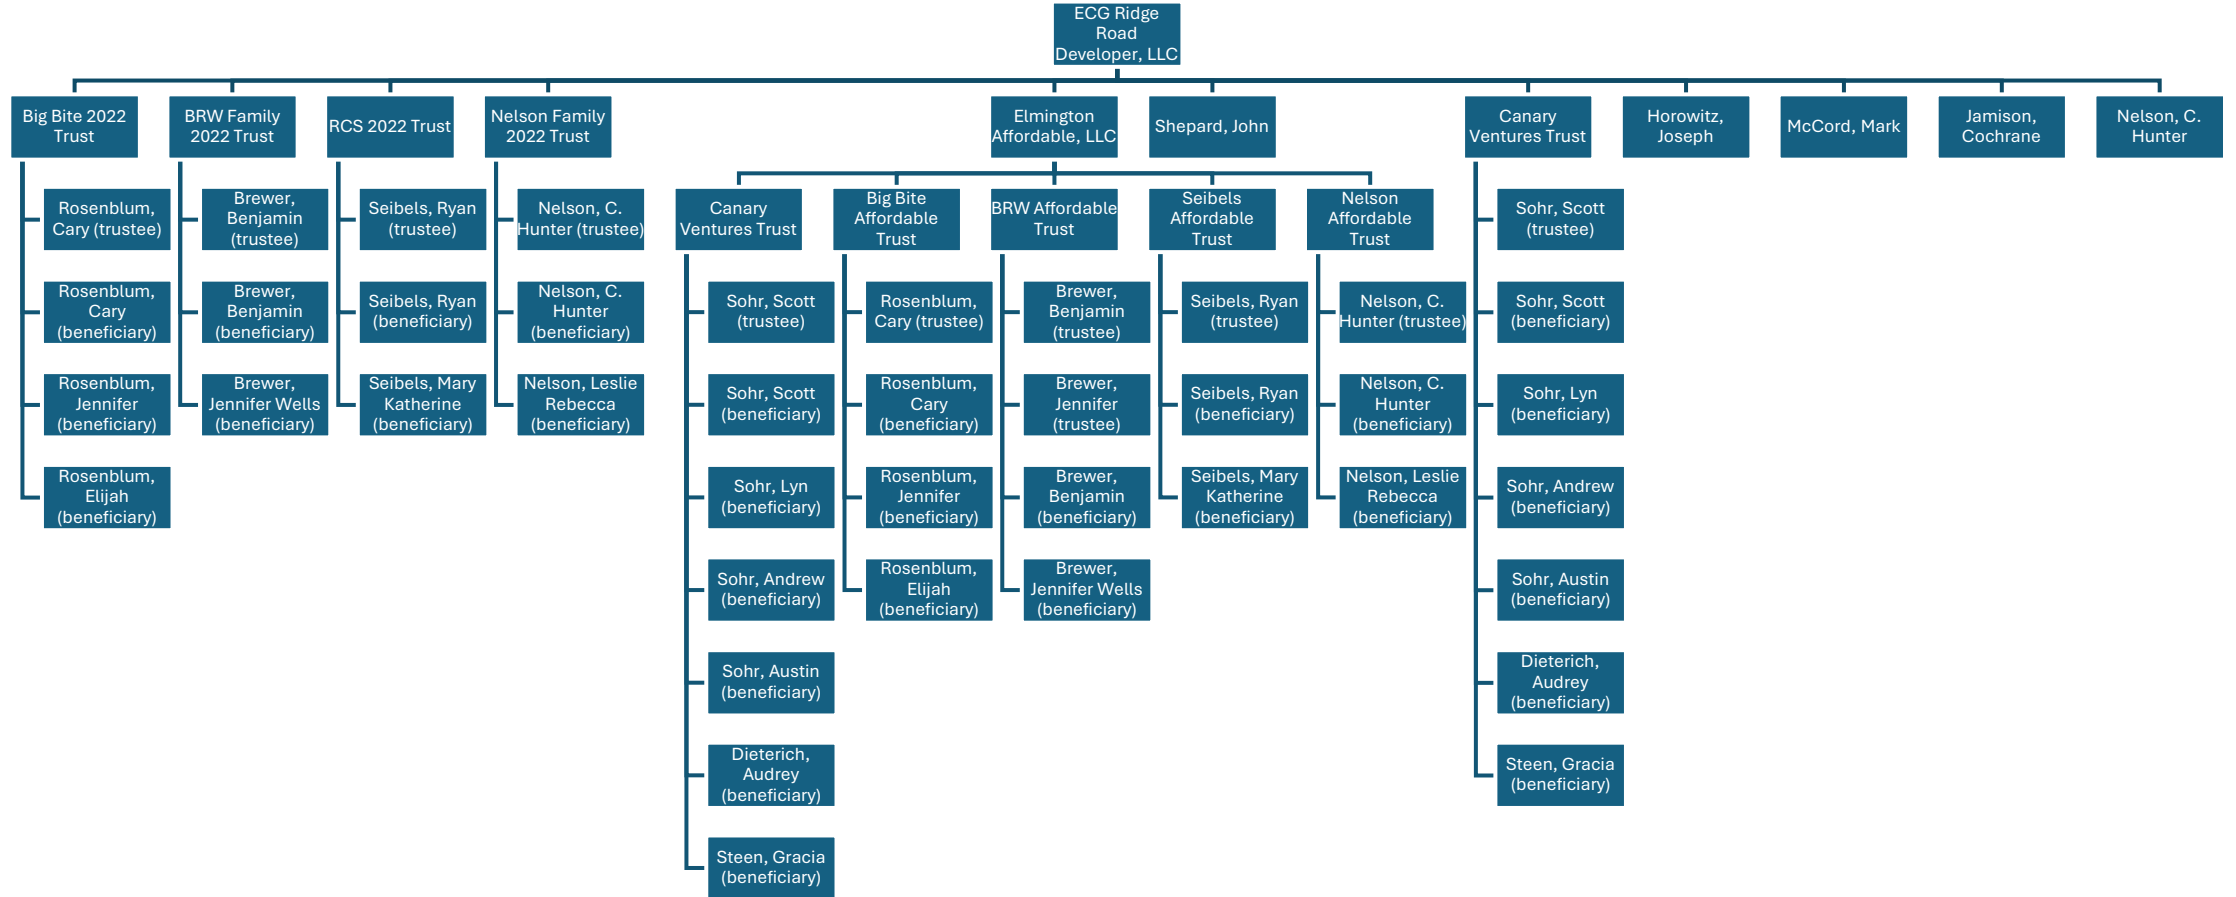 ECG Ridge
Road
Developer, LLC
Big Bite 2022
Trust
BRW Family
2022 Trust
RCS 2022 Trust
Nelson Family
2022 Trust
Elmington
Affordable, LLC
Shepard, John
Canary
Ventures Trust
Horowitz,
Joseph
McCord, Mark
Jamison,
Cochrane
Nelson, C.
Hunter
Rosenblum,
Cary (trustee)
Rosenblum,
Cary
(beneficiary)
Rosenblum,
Jennifer
(beneficiary)
Rosenblum,
Elijah
(beneficiary)
Brewer,
Benjamin
(trustee)
Brewer,
Benjamin
(beneficiary)
Brewer,
Jennifer Wells
(beneficiary)
Seibels, Ryan
(trustee)
Seibels, Ryan
(beneficiary)
Seibels, Mary
Katherine
(beneficiary)
Nelson, C.
Hunter (trustee)
Nelson, C.
Hunter
(beneficiary)
Nelson, Leslie
Rebecca
(beneficiary)
Canary
Ventures Trust
Big Bite
Affordable
Trust
BRW Affordable
Trust
Seibels
Affordable
Trust
Nelson
Affordable
Trust
Sohr, Scott
(trustee)
Sohr, Scott
(beneficiary)
Sohr, Lyn
(beneficiary)
Sohr, Andrew
(beneficiary)
Sohr, Austin
(beneficiary)
Dieterich,
Audrey
(beneficiary)
Steen, Gracia
(beneficiary)
Rosenblum,
Cary (trustee)
Rosenblum,
Cary
(beneficiary)
Rosenblum,
Jennifer
(beneficiary)
Rosenblum,
Elijah
(beneficiary)
Brewer,
Benjamin
(trustee)
Brewer,
Jennifer
(trustee)
Brewer,
Benjamin
(beneficiary)
Brewer,
Jennifer Wells
(beneficiary)
Seibels, Ryan
(trustee)
Seibels, Ryan
(beneficiary)
Seibels, Mary
Katherine
(beneficiary)
Nelson, C.
Hunter (trustee)
Nelson, C.
Hunter
(beneficiary)
Nelson, Leslie
Rebecca
(beneficiary)
Sohr, Scott
(trustee)
Sohr, Scott
(beneficiary)
Sohr, Lyn
(beneficiary)
Sohr, Andrew
(beneficiary)
Sohr, Austin
(beneficiary)
Dieterich,
Audrey
(beneficiary)
Steen, Gracia
(beneficiary)